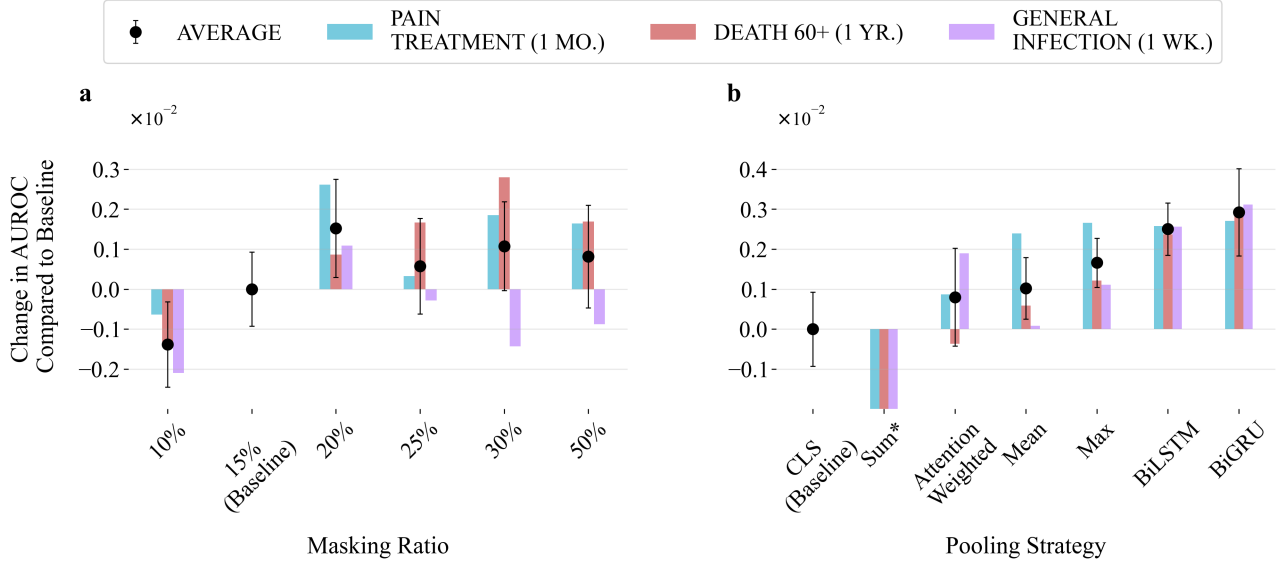 AVERAGE
PAIN
TREATMENT (1 MO.)
DEATH 60+ (1 YR.)
GENERAL
INFECTION (1 WK.)
a
×10⁻²
Change in AUROC
Compared to Baseline
0.3
0.2
0.1
0.0
−0.1
−0.2
10%
15%
(Baseline)
20%
25%
30%
50%
Masking Ratio
b
×10⁻²
0.4
0.3
0.2
0.1
0.0
−0.1
CLS
(Baseline)
Sum*
Attention
Weighted
Mean
Max
BiLSTM
BiGRU
Pooling Strategy